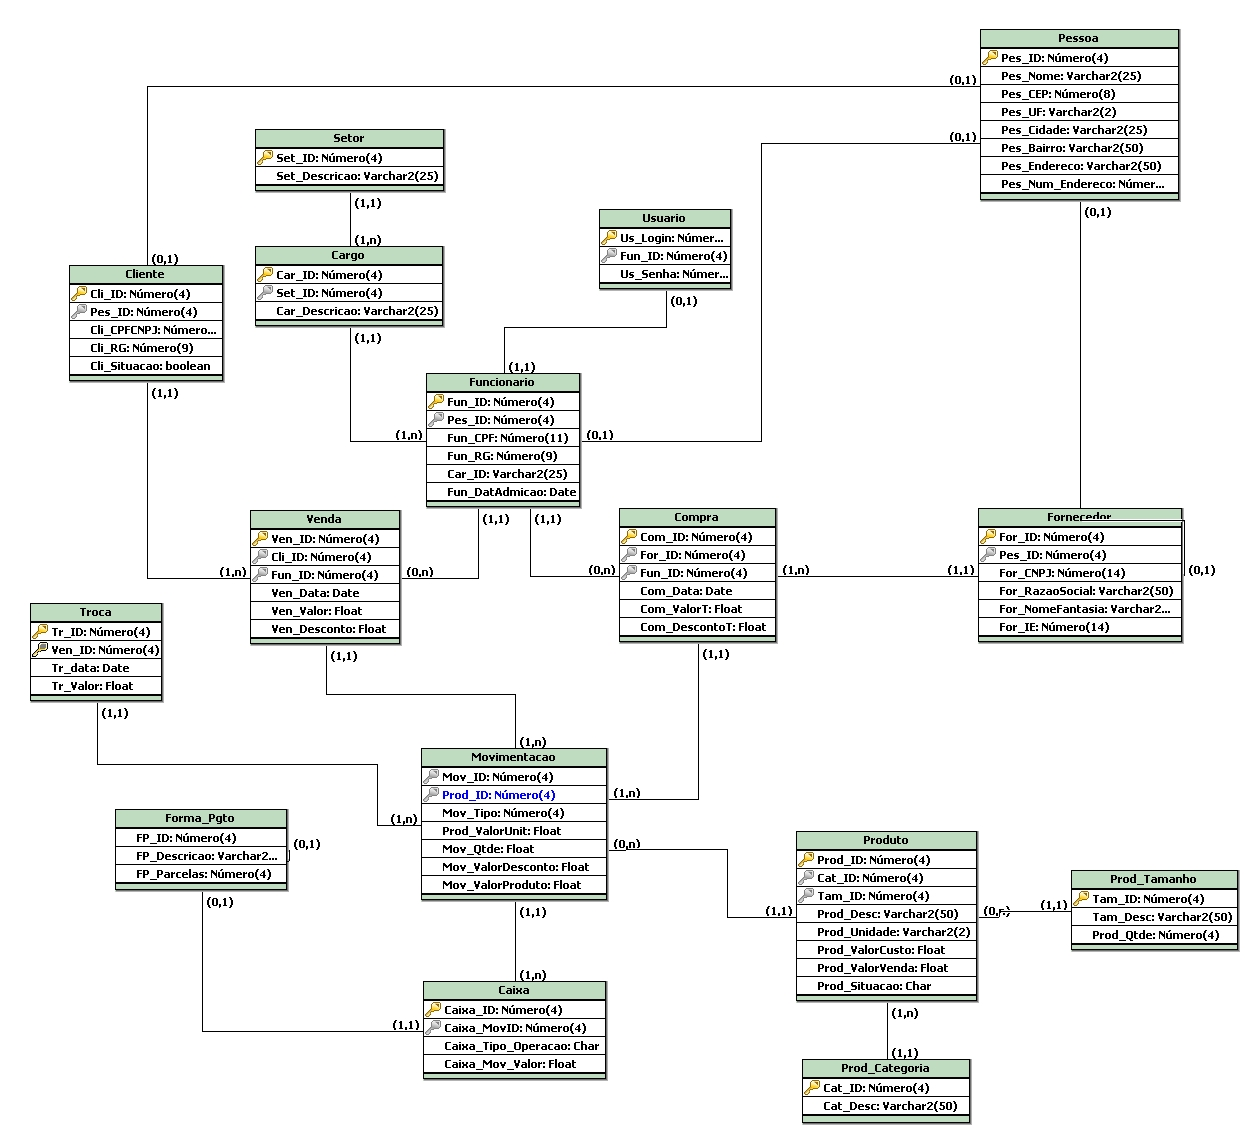 Pessoa
Pes_ID: Número(4)
Pes_Nome: Varchar2(25)
Pes_CEP: Número(8)
Pes_UF: Varchar2(2)
Pes_Cidade: Varchar2(25)
Pes_Bairro: Varchar2(50)
Pes_Endereco: Varchar2(50)
Pes_Num_Endereco: Númer...
(0,1)
(0,1)
(0,1)
Setor
Set_ID: Número(4)
Set_Descricao: Varchar2(25)
(1,1)
(1,n)
Cargo
Car_ID: Número(4)
Set_ID: Número(4)
Car_Descricao: Varchar2(25)
(1,1)
Usuario
Us_Login: Númer...
Fun_ID: Número(4)
Us_Senha: Númer...
(0,1)
(0,1)
Cliente
Cli_ID: Número(4)
Pes_ID: Número(4)
Cli_CPFCNPJ: Número...
Cli_RG: Número(9)
Cli_Situacao: boolean
(1,1)
(1,1)
Funcionario
Fun_ID: Número(4)
Pes_ID: Número(4)
Fun_CPF: Número(11)
Fun_RG: Número(9)
Car_ID: Varchar2(25)
Fun_DatAdmicao: Date
(1,n)
(0,1)
(1,1)
(1,1)
Venda
Ven_ID: Número(4)
Cli_ID: Número(4)
Fun_ID: Número(4)
Ven_Data: Date
Ven_Valor: Float
Ven_Desconto: Float
(1,n)
(0,n)
(1,1)
Compra
Com_ID: Número(4)
For_ID: Número(4)
Fun_ID: Número(4)
Com_Data: Date
Com_ValorT: Float
Com_DescontoT: Float
(0,n)
(1,n)
(1,1)
Fornecedor
For_ID: Número(4)
Pes_ID: Número(4)
For_CNPJ: Número(14)
For_RazaoSocial: Varchar2(50)
For_NomeFantasia: Varchar2...
For_IE: Número(14)
(1,1)
(0,1)
Troca
Tr_ID: Número(4)
Ven_ID: Número(4)
Tr_data: Date
Tr_Valor: Float
(1,1)
(1,n)
Movimentacao
Mov_ID: Número(4)
Prod_ID: Número(4)
Mov_Tipo: Número(4)
Prod_ValorUnit: Float
Mov_Qtde: Float
Mov_ValorDesconto: Float
Mov_ValorProduto: Float
(1,n)
(1,n)
(0,n)
(1,1)
Forma_Pgto
FP_ID: Número(4)
FP_Descricao: Varchar2...
FP_Parcelas: Número(4)
(0,1)
(0,1)
Produto
Prod_ID: Número(4)
Cat_ID: Número(4)
Tam_ID: Número(4)
Prod_Desc: Varchar2(50)
Prod_Unidade: Varchar2(2)
Prod_ValorCusto: Float
Prod_ValorVenda: Float
Prod_Situacao: Char
(1,1)
(0,n)
(1,n)
Prod_Tamanho
Tam_ID: Número(4)
Tam_Desc: Varchar2(50)
Prod_Qtde: Número(4)
(1,1)
(1,n)
Caixa
Caixa_ID: Número(4)
Caixa_MovID: Número(4)
Caixa_Tipo_Operacao: Char
Caixa_Mov_Valor: Float
(1,1)
(1,1)
Prod_Categoria
Cat_ID: Número(4)
Cat_Desc: Varchar2(50)